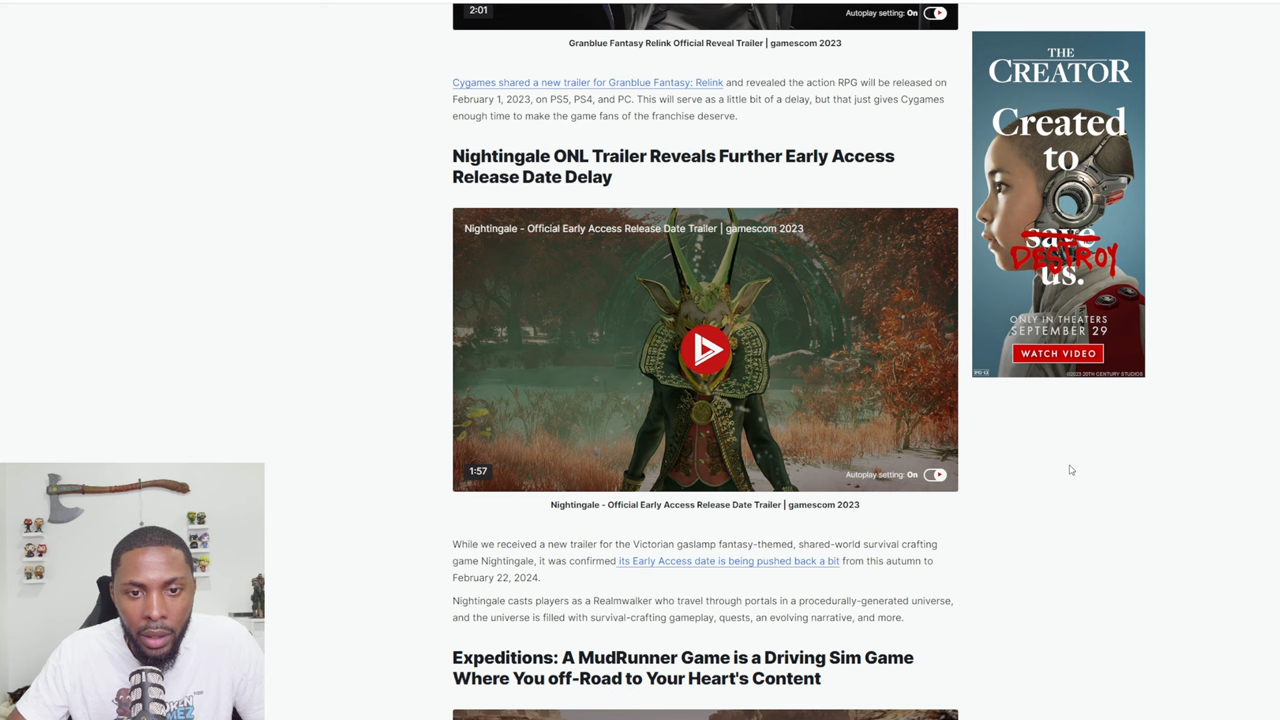 2:01
Autoplay setting: On
Granblue Fantasy Relink Official Reveal Trailer | gamescom 2023
Cygames shared a new trailer for Granblue Fantasy: Relink and revealed the action RPG will be released on
February 1, 2023, on PS5, PS4, and PC. This will serve as a little bit of a delay, but that just gives Cygames
enough time to make the game fans of the franchise deserve.
Nightingale ONL Trailer Reveals Further Early Access
Release Date Delay
Nightingale - Official Early Access Release Date Trailer | gamescom 2023
1:57
Autoplay setting: On
Nightingale - Official Early Access Release Date Trailer | gamescom 2023
While we received a new trailer for the Victorian gaslamp fantasy-themed, shared-world survival crafting
game Nightingale, it was confirmed its Early Access date is being pushed back a bit from this autumn to
February 22, 2024.
Nightingale casts players as a Realmwalker who travel through portals in a procedurally-generated universe,
and the universe is filled with survival-crafting gameplay, quests, an evolving narrative, and more.
Expeditions: A MudRunner Game is a Driving Sim Game
Where You off-Road to Your Heart's Content
THE
CREATOR
Created
to
save
DESTROY
us.
ONLY IN THEATERS
SEPTEMBER 29
WATCH VIDEO
PG-13
©2023 20TH CENTURY STUDIOS